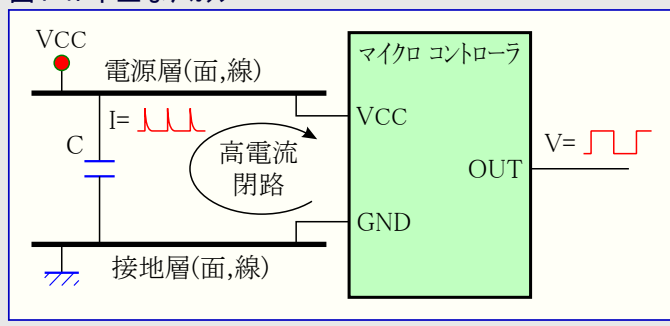 VCC
電源層(面,線)
マイクロ コントローラ
I=
VCC
C
高電流
閉路
V=
OUT
GND
接地層(面,線)